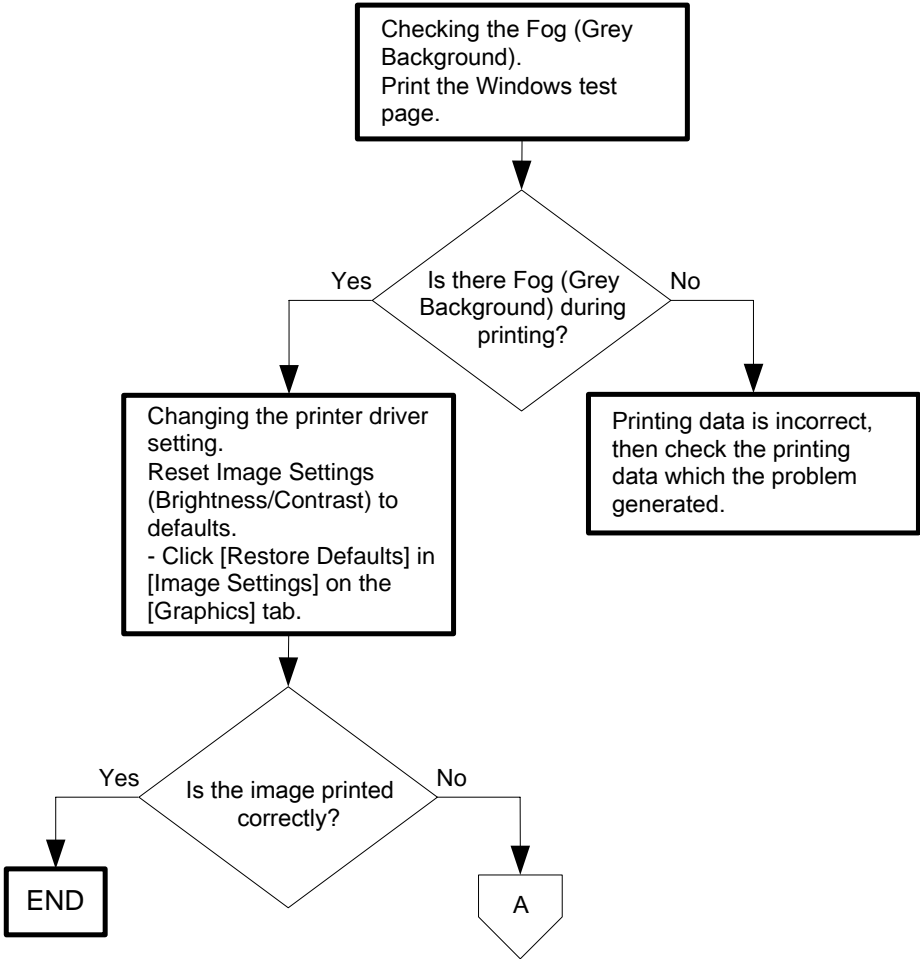 Checking the Fog (Grey
Background).
Print the Windows test
page.
Yes
Is there Fog (Grey
Background) during
printing?
No
Changing the printer driver
setting.
Reset Image Settings
(Brightness/Contrast) to
defaults.
- Click [Restore Defaults] in
[Image Settings] on the
[Graphics] tab.
Printing data is incorrect,
then check the printing
data which the problem
generated.
Yes
Is the image printed
correctly?
No
END
A